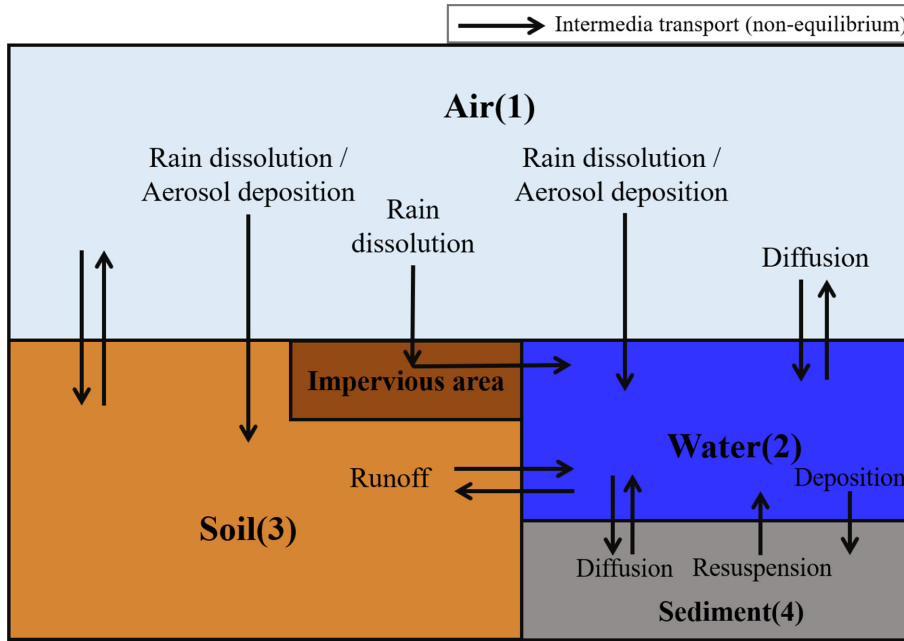 Intermedia transport (non-equilibrium)
Air(1)
Rain dissolution /
Aerosol deposition
Rain
dissolution
Rain dissolution /
Aerosol deposition
Diffusion
Impervious area
Water(2)
Runoff
Deposition
Soil(3)
Diffusion
Resuspension
Sediment(4)